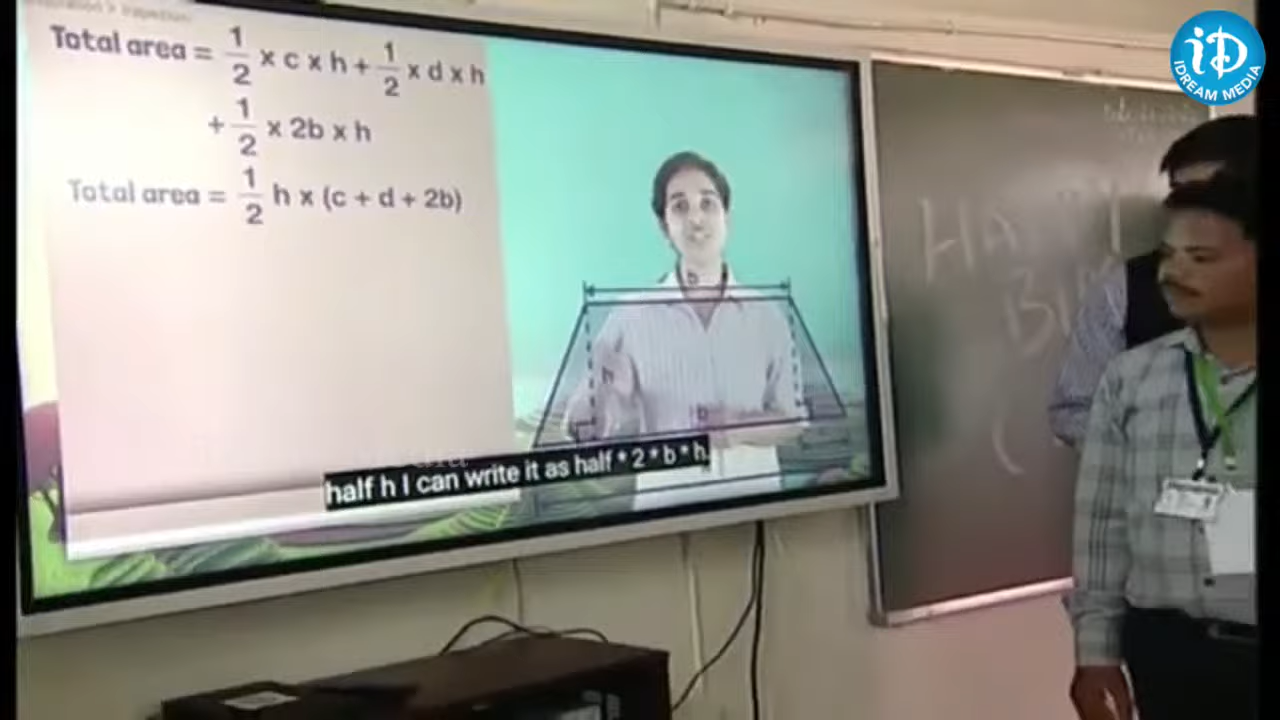 Total area = 1/2 x c x h + 1/2 x d x h
+ 1/2 x 2b x h
Total area = 1/2 h x (c + d + 2b)
b
h
b
half h I can write it as half * 2 * b * h.
iD
IDREAM MEDIA